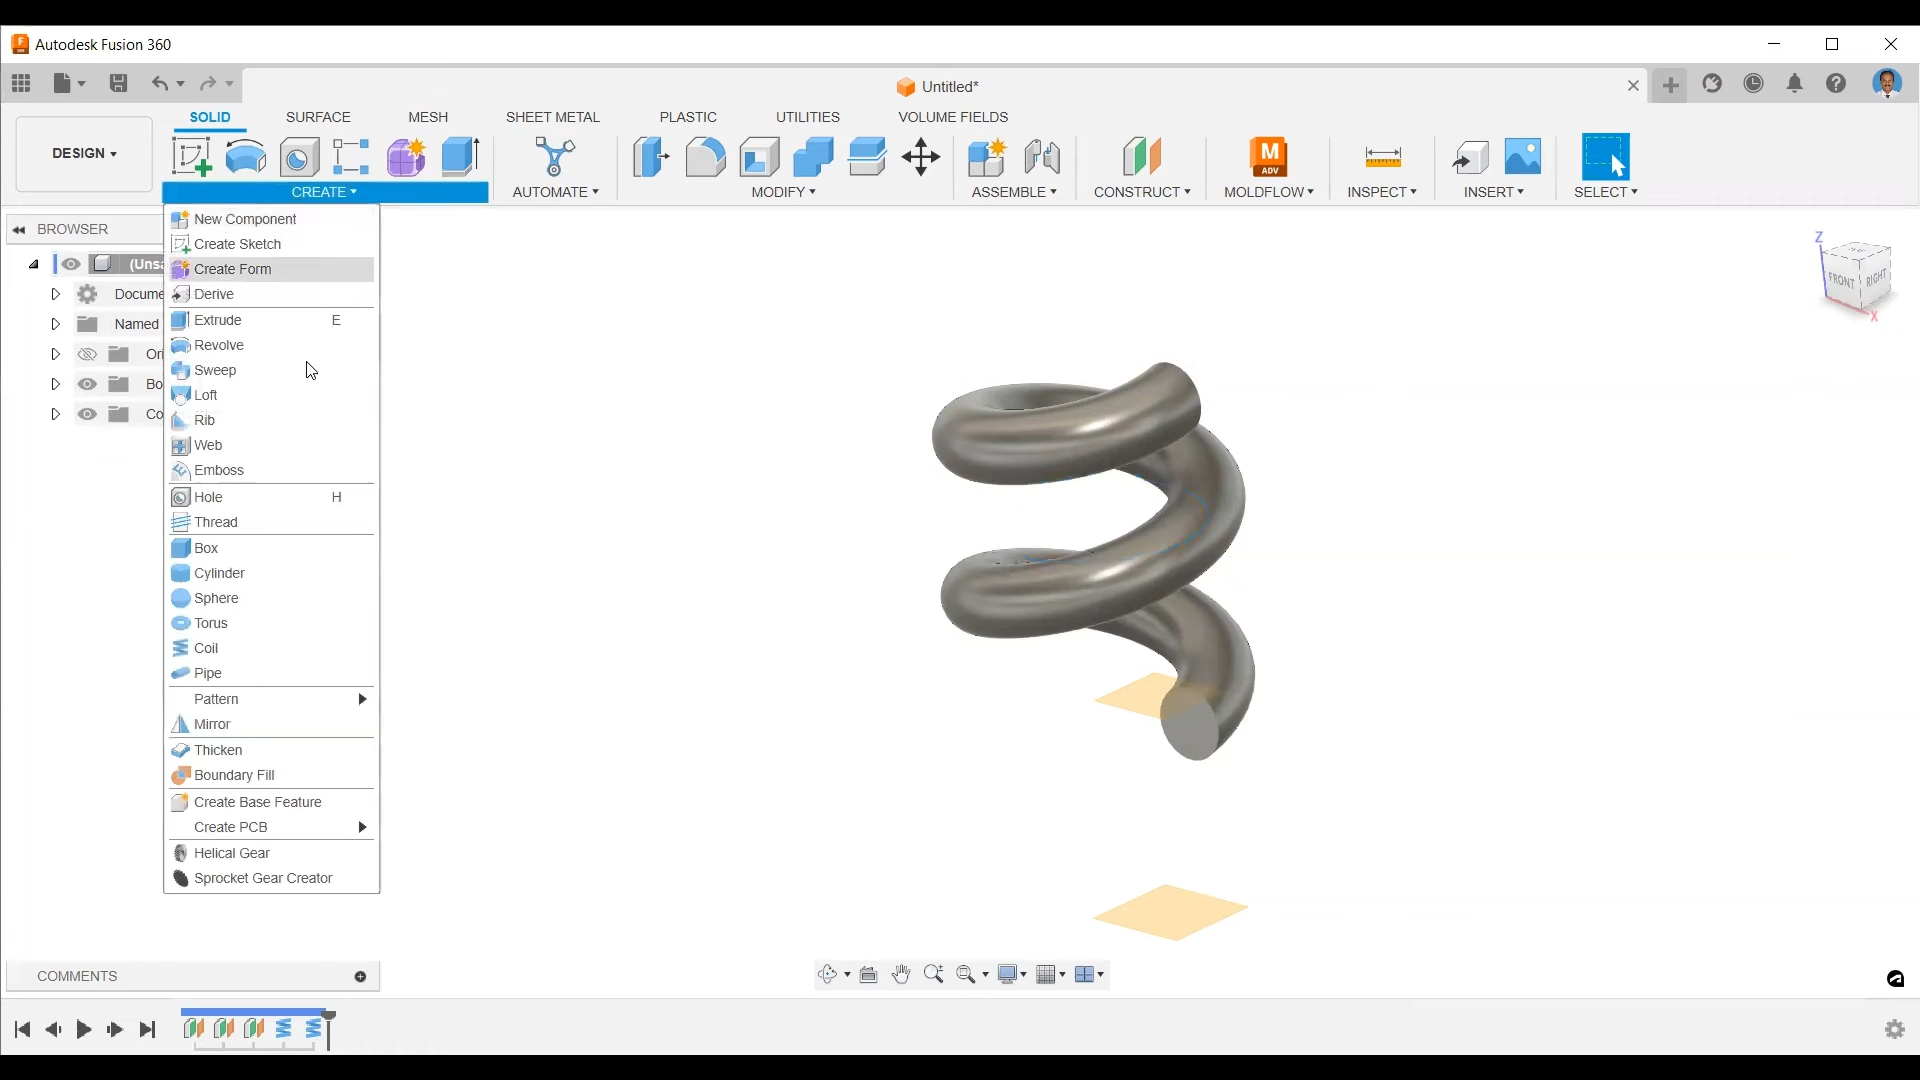 Autodesk Fusion 360
Untitled*
SOLID
SURFACE
MESH
SHEET METAL
PLASTIC
UTILITIES
VOLUME FIELDS
DESIGN
M
ADV
CREATE
AUTOMATE
MODIFY
ASSEMBLE
CONSTRUCT
MOLDFLOW
INSPECT
INSERT
SELECT
BROWSER
(Unsa
Docume
Named
Ori
Bo
Co
New Component
Create Sketch
Create Form
Derive
Extrude E
Revolve
Sweep
Loft
Rib
Web
Emboss
Hole H
Thread
Box
Cylinder
Sphere
Torus
Coil
Pipe
Pattern
Mirror
Thicken
Boundary Fill
Create Base Feature
Create PCB
Helical Gear
Sprocket Gear Creator
Z
FRONT
RIGHT
X
COMMENTS